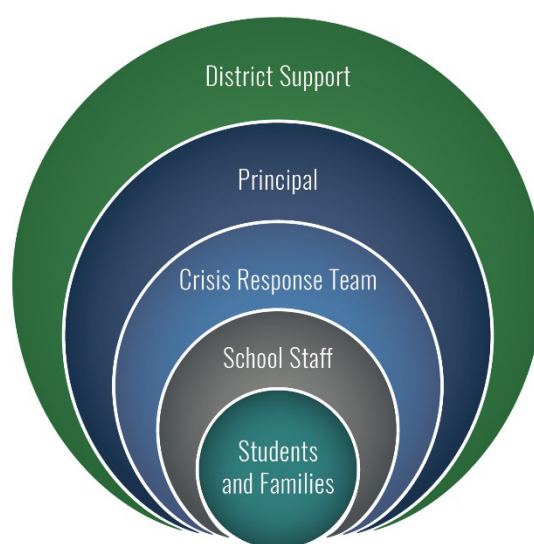 District Support
Principal
Crisis Response Team
School Staff
Students
and Families